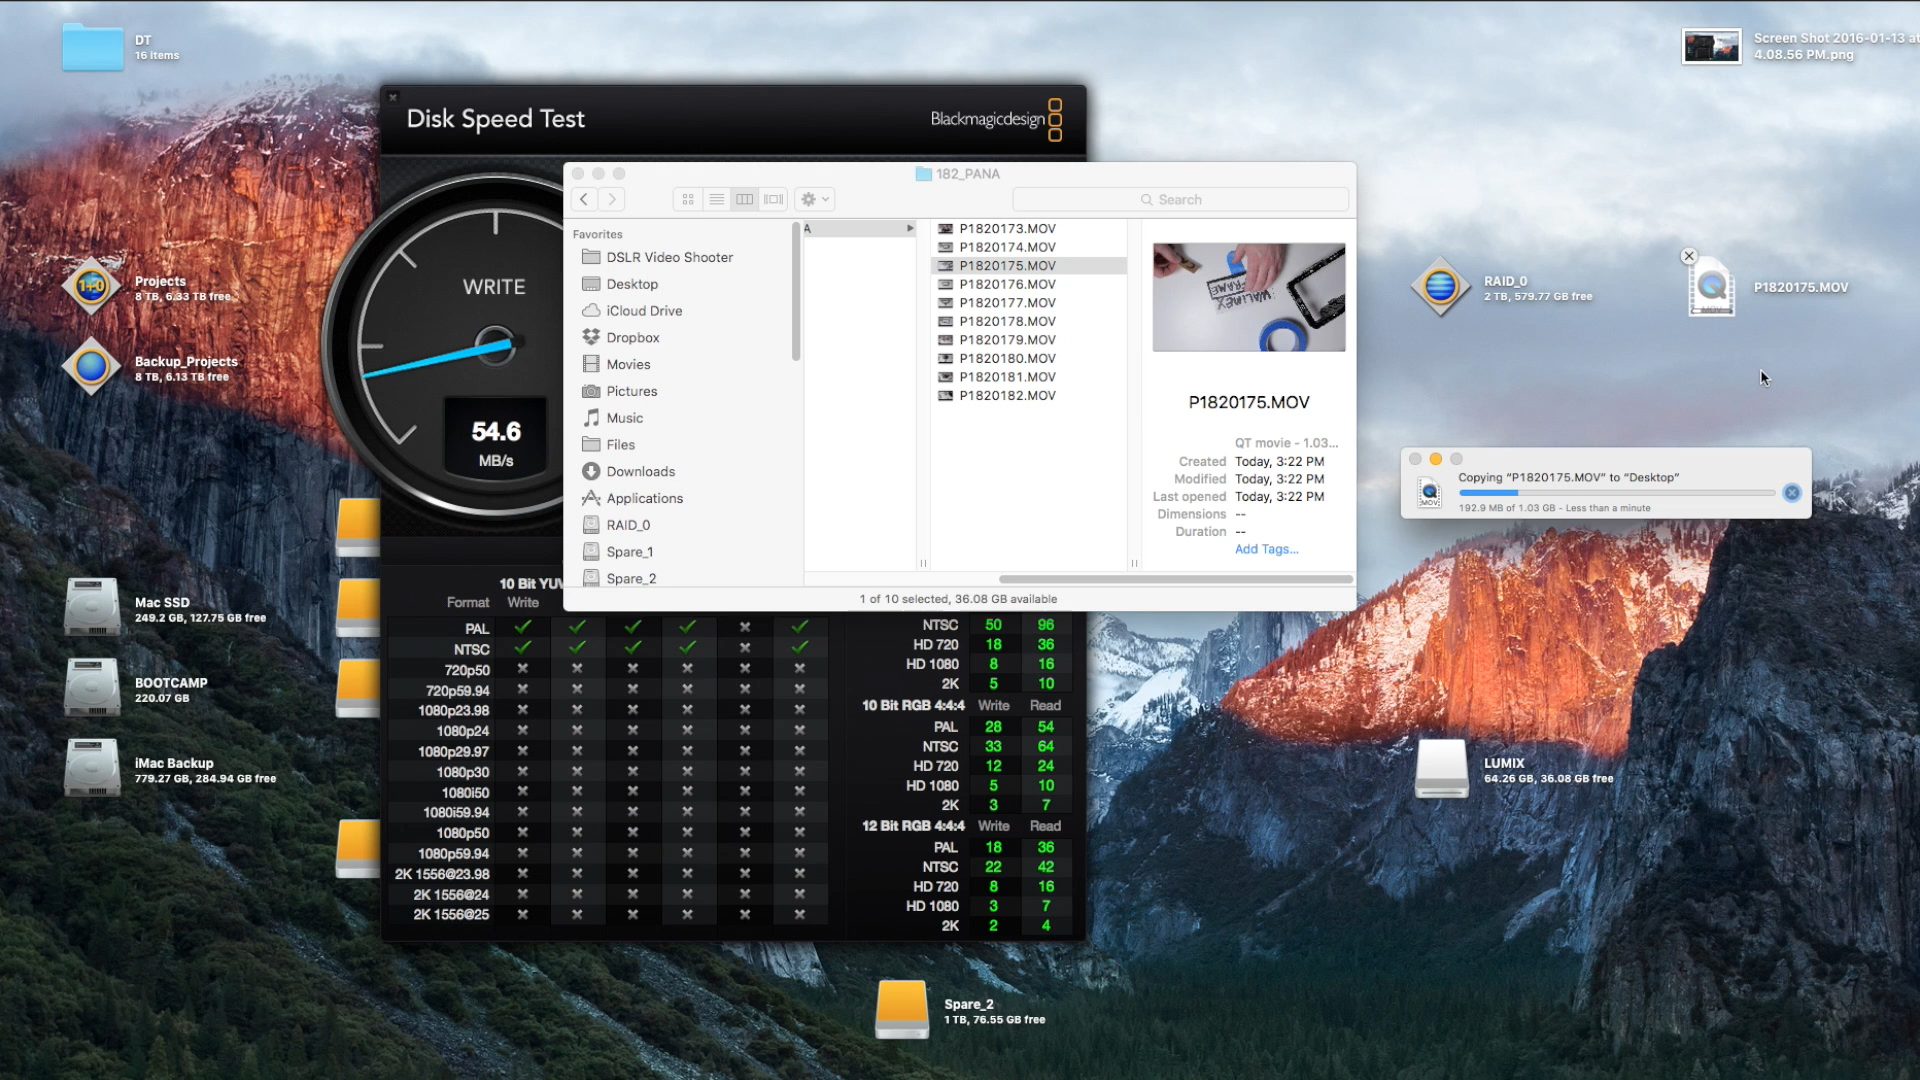 DT
16 items
Screen Shot 2016-01-13 at
4.08.56 PM.png
Disk Speed Test
Blackmagicdesign
WRITE
54.6
MB/s
182_PANA
Search
Favorites
DSLR Video Shooter
Desktop
iCloud Drive
Dropbox
Movies
Pictures
Music
Files
Downloads
Applications
RAID_0
Spare_1
Spare_2
A
P1820173.MOV
P1820174.MOV
P1820175.MOV
P1820176.MOV
P1820177.MOV
P1820178.MOV
P1820179.MOV
P1820180.MOV
P1820181.MOV
P1820182.MOV
WALIMEX
FRAME
P1820175.MOV
QT movie - 1.03...
Created Today, 3:22 PM
Modified Today, 3:22 PM
Last opened Today, 3:22 PM
Dimensions --
Duration --
Add Tags...
1 of 10 selected, 36.08 GB available
1+0
Projects
8 TB, 6.33 TB free
Backup_Projects
8 TB, 6.13 TB free
RAID_0
2 TB, 579.77 GB free
MOV
P1820175.MOV
MOV
Copying “P1820175.MOV” to “Desktop”
192.9 MB of 1.03 GB - Less than a minute
Mac SSD
249.2 GB, 127.75 GB free
BOOTCAMP
220.07 GB
iMac Backup
779.27 GB, 284.94 GB free
LUMIX
64.26 GB, 36.08 GB free
Spare_2
1 TB, 76.55 GB free
10 Bit YUV
Format Write
PAL
NTSC
720p50
720p59.94
1080p23.98
1080p24
1080p29.97
1080p30
1080i50
1080i59.94
1080p50
1080p59.94
2K 1556@23.98
2K 1556@24
2K 1556@25
NTSC 50 96
HD 720 18 36
HD 1080 8 16
2K 5 10
10 Bit RGB 4:4:4 Write Read
PAL 28 54
NTSC 33 64
HD 720 12 24
HD 1080 5 10
2K 3 7
12 Bit RGB 4:4:4 Write Read
PAL 18 36
NTSC 22 42
HD 720 8 16
HD 1080 3 7
2K 2 4